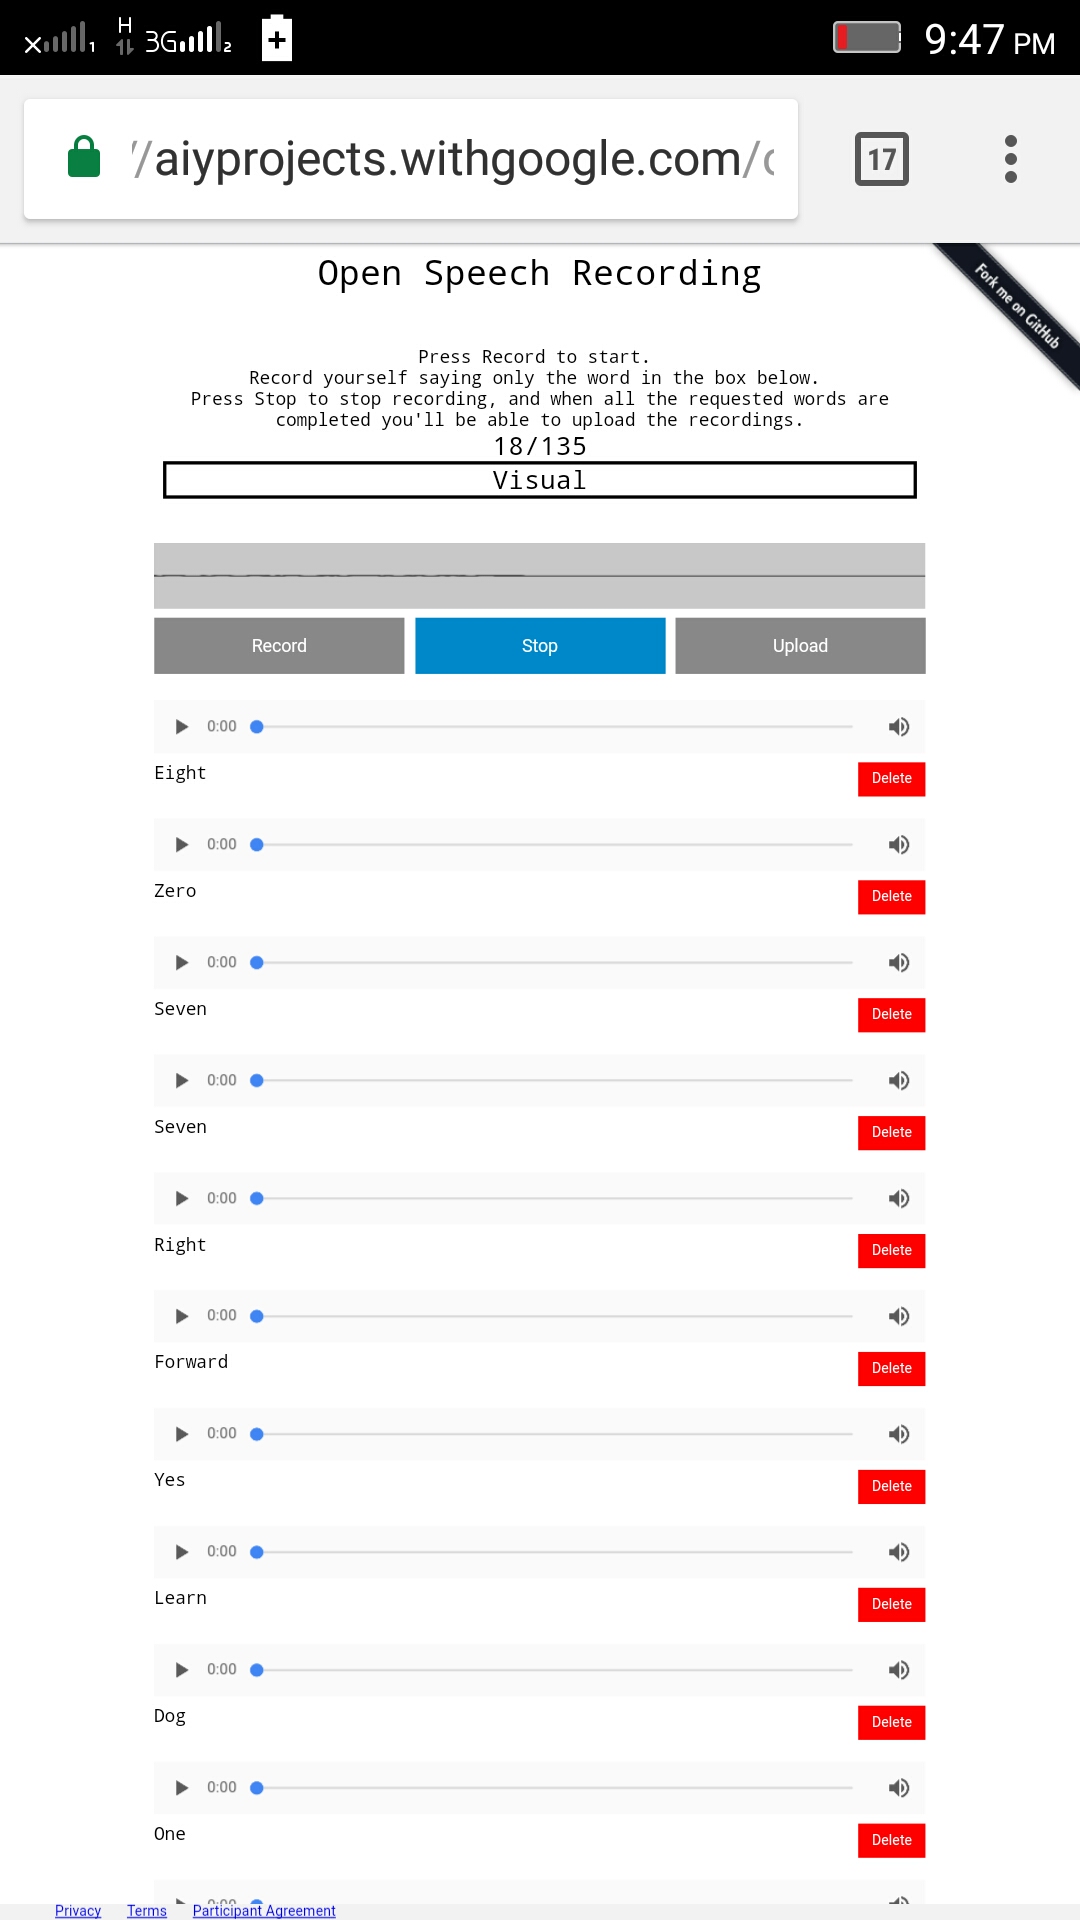 1 H 3G 2 9:47 PM
//aiyprojects.withgoogle.com/ 17
Open Speech Recording
Fork me on GitHub
Press Record to start.
Record yourself saying only the word in the box below.
Press Stop to stop recording, and when all the requested words are
completed you'll be able to upload the recordings.
18/135
Visual
Record Stop Upload
0:00
Eight Delete
0:00
Zero Delete
0:00
Seven Delete
0:00
Seven Delete
0:00
Right Delete
0:00
Forward Delete
0:00
Yes Delete
0:00
Learn Delete
0:00
Dog Delete
0:00
One Delete
0:00
Privacy Terms Participant Agreement